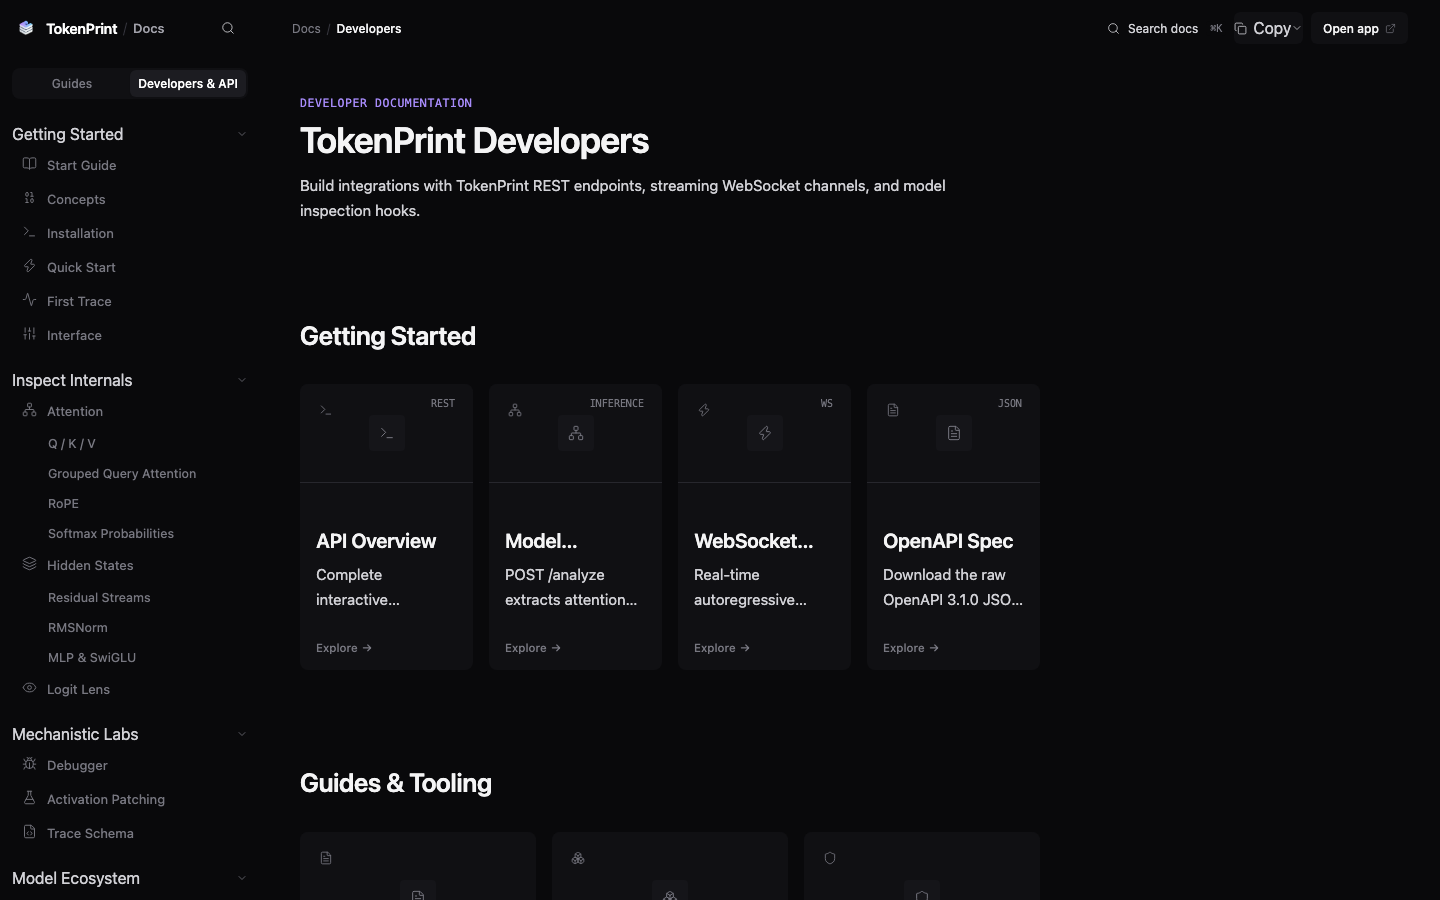 TokenPrint / Docs
Docs / Developers
Search docs ⌘K
Copy
Open app
Guides
Developers & API
Getting Started
Start Guide
Concepts
Installation
Quick Start
First Trace
Interface
Inspect Internals
Attention
Q / K / V
Grouped Query Attention
RoPE
Softmax Probabilities
Hidden States
Residual Streams
RMSNorm
MLP & SwiGLU
Logit Lens
Mechanistic Labs
Debugger
Activation Patching
Trace Schema
Model Ecosystem
DEVELOPER DOCUMENTATION
TokenPrint Developers
Build integrations with TokenPrint REST endpoints, streaming WebSocket channels, and model
inspection hooks.
Getting Started
REST
API Overview
Complete
interactive...
Explore →
INFERENCE
Model...
POST /analyze
extracts attention...
Explore →
WS
WebSocket...
Real-time
autoregressive...
Explore →
JSON
OpenAPI Spec
Download the raw
OpenAPI 3.1.0 JSO...
Explore →
Guides & Tooling